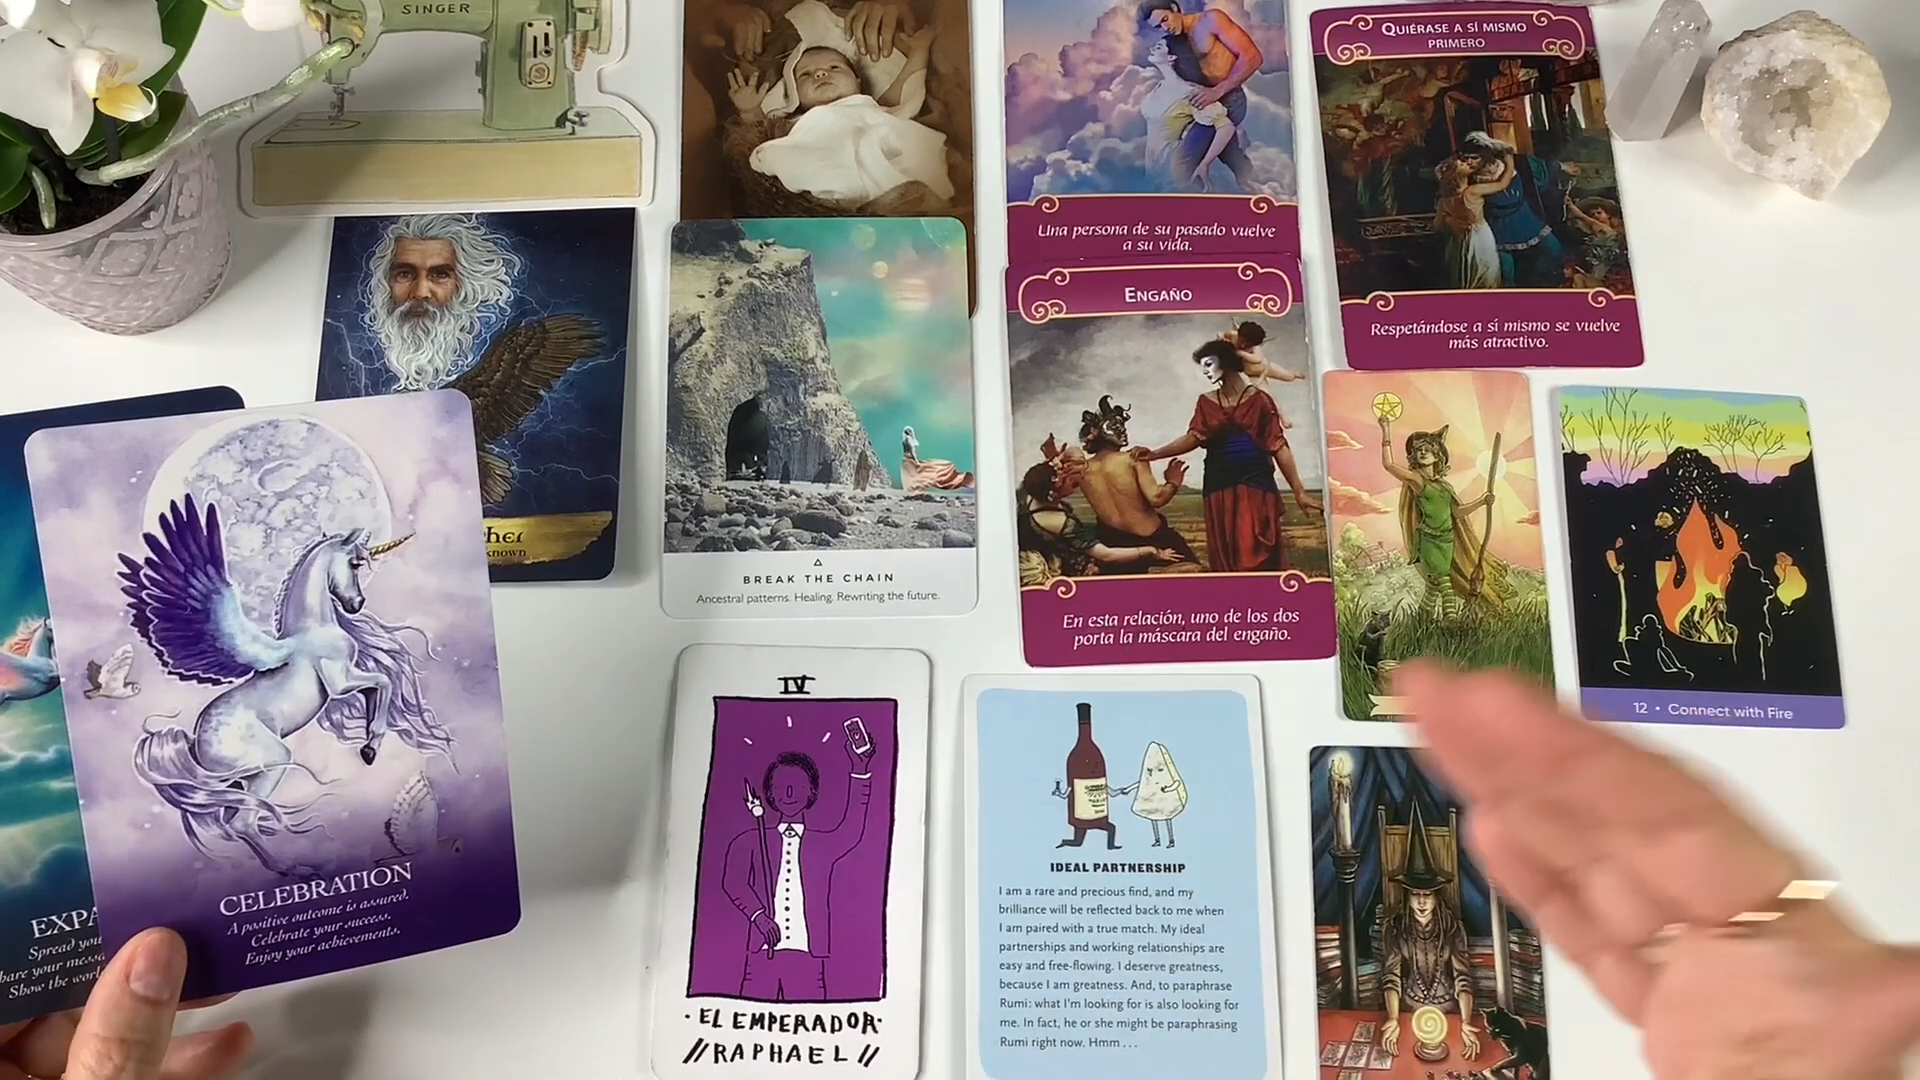 SINGER
QUIÉRASE A SÍ MISMO
PRIMERO
Respetándose a sí mismo se vuelve
más atractivo.
Una persona de su pasado vuelve
a su vida.
ENGAÑO
En esta relación, uno de los dos
porta la máscara del engaño.
BREAK THE CHAIN
Ancestral patterns. Healing. Rewriting the future.
12 • Connect with Fire
CELEBRATION
A positive outcome is assured.
Celebrate your success.
Enjoy your achievements.
Spread
Show the
IV
·EL EMPERADOR·
//RAPHAEL//
IDEAL PARTNERSHIP
I am a rare and precious find, and my
brilliance will be reflected back to me when
I am paired with a true match. My ideal
partnerships and working relationships are
easy and free-flowing. I deserve greatness,
because I am greatness. And, to paraphrase
Rumi: what I'm looking for is also looking for
me. In fact, he or she might be paraphrasing
Rumi right now. Hmm . . .